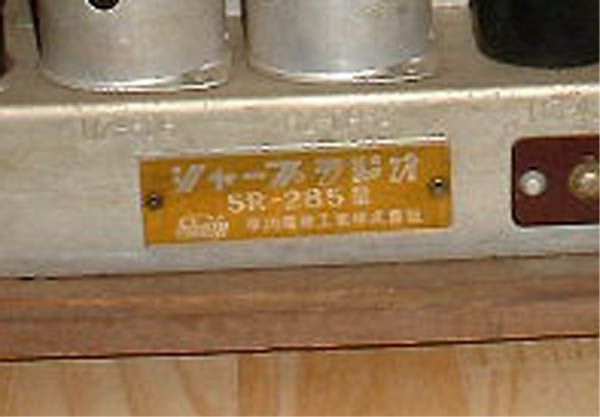 シャープラジオ
SR-285型
Sharp 早川電機工業株式会社